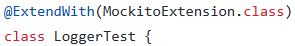 @ExtendWith(MockitoExtension.class)
class LoggerTest {